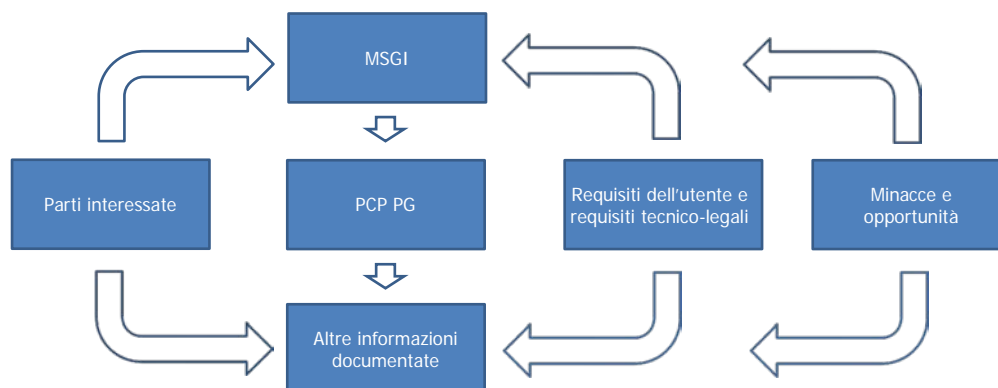 MSGI
Parti interessate
PCP PG
Requisiti dell'utente e
requisiti tecnico-legali
Minacce e
opportunità
Altre informazioni
documentate